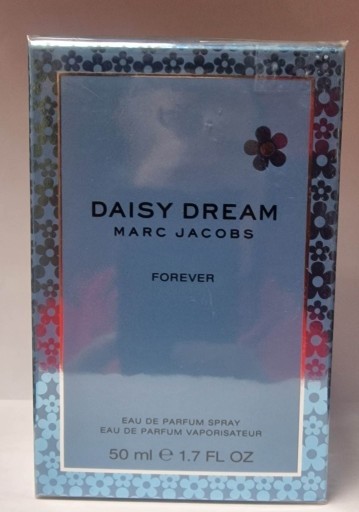 DAISY DREAM
MARC JACOBS
FOREVER
EAU DE PARFUM SPRAY
EAU DE PARFUM VAPORISATEUR
50 ml ℮ 1.7 FL OZ